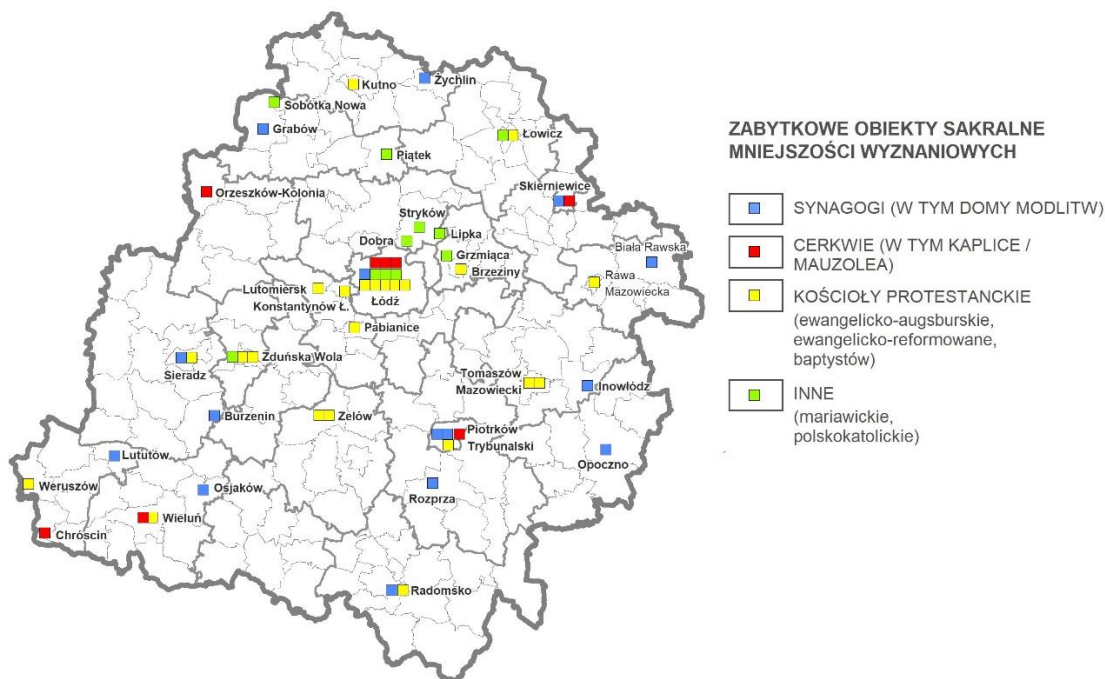 Kutno
Żychlin
Sobótka Nowa
Grabów
Łowicz
Piątek
Orzeszków-Kolonia
Skierniewice
Stryków
Dobra
Lipka
Grzmiąca
Brzeziny
Biała Rawska
Rawa
Mazowiecka
Lutomiersk
Konstantynów Ł.
Łódź
Pabianice
Sieradz
Zduńska Wola
Tomaszów
Mazowiecki
Inowłódz
Burzenin
Zelów
Piotrków
Trybunalski
Opoczno
Lututów
Weruszów
Osjaków
Rozprza
Wieluń
Chróscin
Radomsko
ZABYTKOWE OBIEKTY SAKRALNE
MNIEJSZOŚCI WYZNANIOWYCH
SYNAGOGI (W TYM DOMY MODLITW)
CERKWIE (W TYM KAPLICE /
MAUZOLEA)
KOŚCIOŁY PROTESTANCKIE
(ewangelicko-augsburskie,
ewangelicko-reformowane,
baptystów)
INNE
(mariawickie,
polskokatolickie)